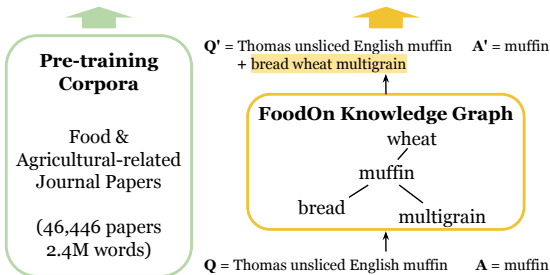 Pre-training
Corpora
Food &
Agricultural-related
Journal Papers
(46,446 papers
2.4M words)
Q' = Thomas unsliced English muffin
+ bread wheat multigrain
A' = muffin
FoodOn Knowledge Graph
wheat
muffin
bread
multigrain
Q = Thomas unsliced English muffin
A = muffin